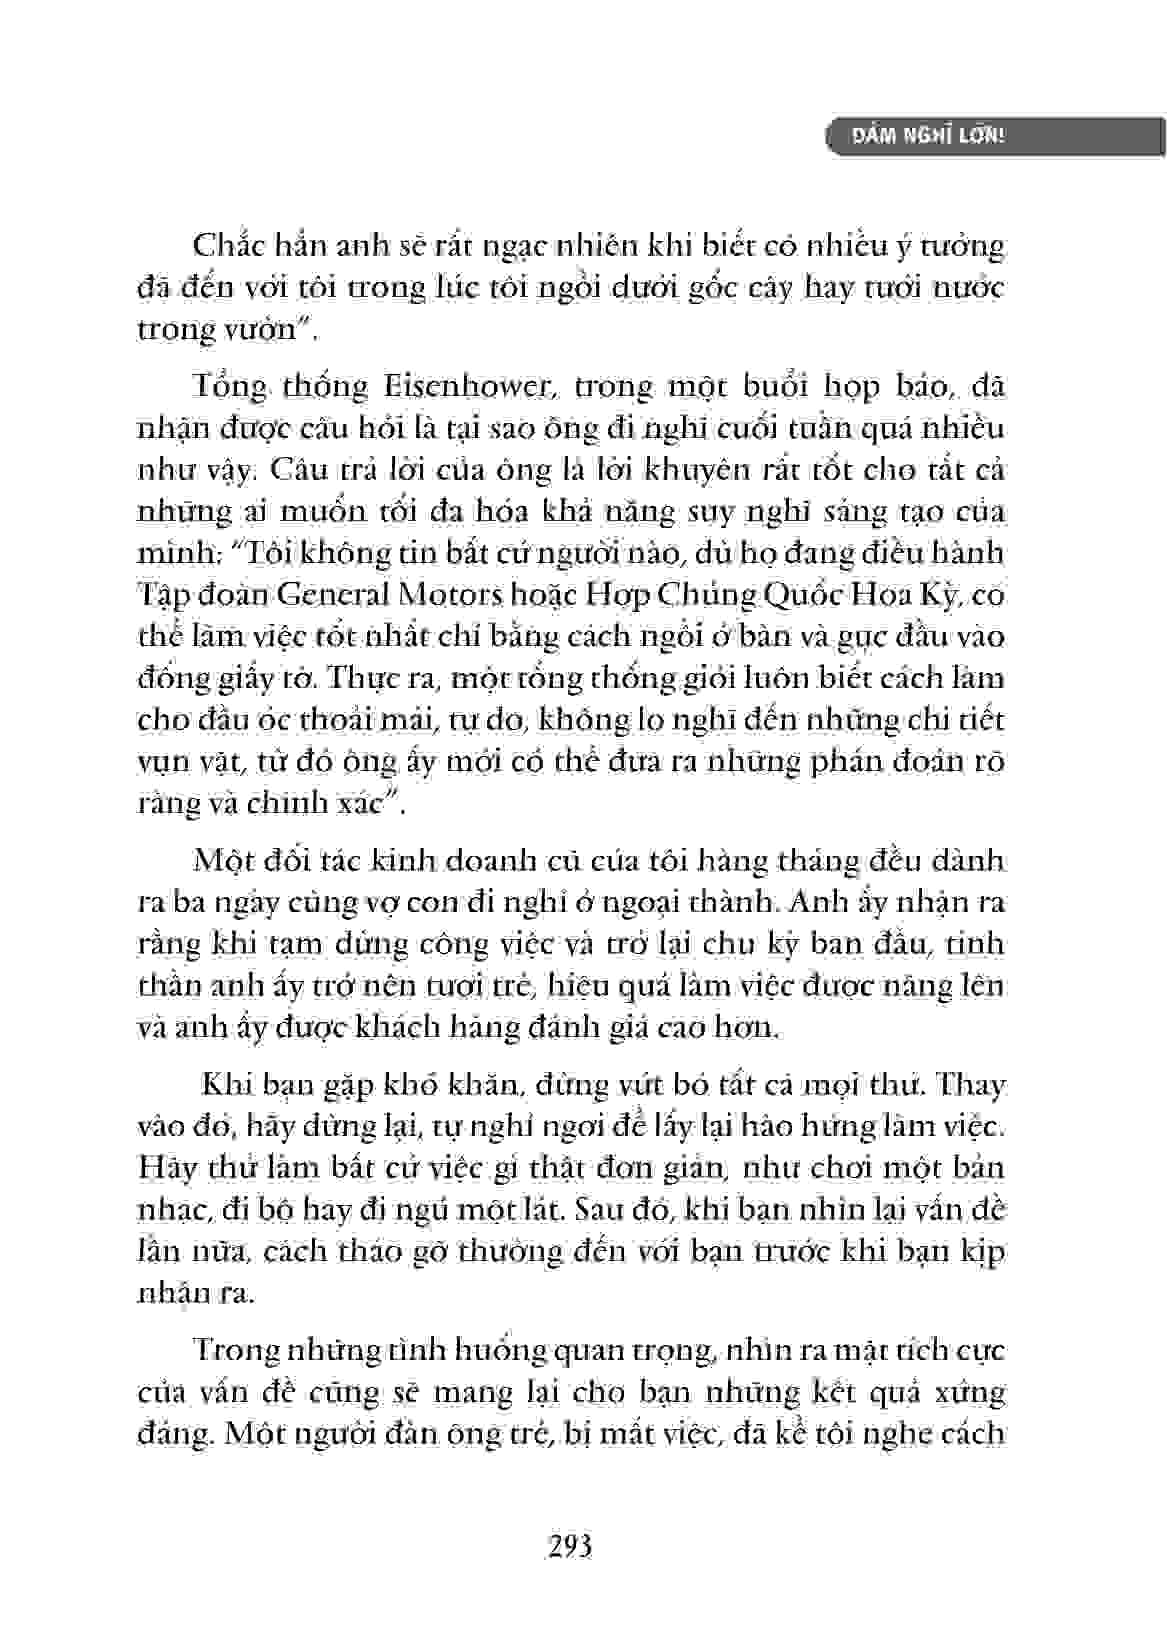 DÁM NGHĨ LỚN!
Chắc hẳn anh sẽ rất ngạc nhiên khi biết có nhiều ý tưởng
đã đến với tôi trong lúc tôi ngồi dưới gốc cây hay tưới nước
trong vườn”.
Tổng thống Eisenhower, trong một buổi họp báo, đã
nhận được câu hỏi là tại sao ông đi nghỉ cuối tuần quá nhiều
như vậy. Câu trả lời của ông là lời khuyên rất tốt cho tất cả
những ai muốn tối đa hóa khả năng suy nghĩ sáng tạo của
mình: “Tôi không tin bất cứ người nào, dù họ đang điều hành
Tập đoàn General Motors hoặc Hợp Chúng Quốc Hoa Kỳ, có
thể làm việc tốt nhất chỉ bằng cách ngồi ở bàn và gục đầu vào
đống giấy tờ. Thực ra, một tổng thống giỏi luôn biết cách làm
cho đầu óc thoải mái, tự do, không lo nghĩ đến những chi tiết
vụn vặt, từ đó ông ấy mới có thể đưa ra những phán đoán rõ
ràng và chính xác”.
Một đối tác kinh doanh cũ của tôi hàng tháng đều dành
ra ba ngày cùng vợ con đi nghỉ ở ngoại thành. Anh ấy nhận ra
rằng khi tạm dừng công việc và trở lại chu kỳ ban đầu, tinh
thần anh ấy trở nên tươi trẻ, hiệu quả làm việc được nâng lên
và anh ấy được khách hàng đánh giá cao hơn.
Khi bạn gặp khó khăn, đừng vứt bỏ tất cả mọi thứ. Thay
vào đó, hãy dừng lại, tự nghỉ ngơi để lấy lại hào hứng làm việc.
Hãy thử làm bất cứ việc gì thật đơn giản, như chơi một bản
nhạc, đi bộ hay đi ngủ một lát. Sau đó, khi bạn nhìn lại vấn đề
lần nữa, cách tháo gỡ thường đến với bạn trước khi bạn kịp
nhận ra.
Trong những tình huống quan trọng, nhìn ra mặt tích cực
của vấn đề cũng sẽ mang lại cho bạn những kết quả xứng
đáng. Một người đàn ông trẻ, bị mất việc, đã kể tôi nghe cách
293